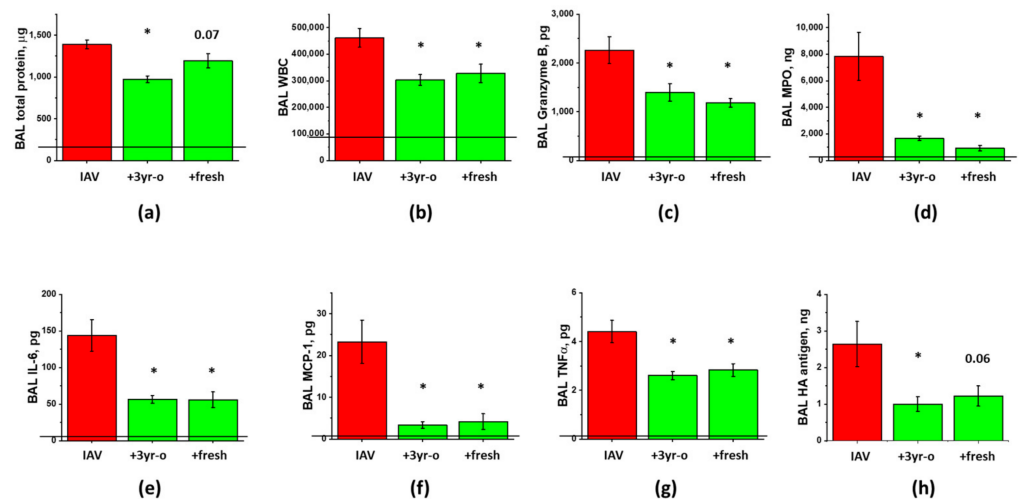 BAL total protein, μg
1,500
1,000
500
0
*
0.07
IAV
+3yr-o
+fresh
(a)
BAL WBC
500,000
400,000
300,000
200,000
100,000
0
*
*
IAV
+3yr-o
+fresh
(b)
BAL Granzyme B, pg
3,000
2,000
1,000
0
*
*
IAV
+3yr-o
+fresh
(c)
BAL MPO, ng
10,000
8,000
6,000
4,000
2,000
0
*
*
IAV
+3yr-o
+fresh
(d)
BAL IL-6, pg
200
150
100
50
0
*
*
IAV
+3yr-o
+fresh
(e)
BAL MCP-1, pg
30
20
10
0
*
*
IAV
+3yr-o
+fresh
(f)
BAL TNFα, pg
6
4
2
0
*
*
IAV
+3yr-o
+fresh
(g)
BAL HA antigen, ng
4
3
2
1
0
*
0.06
IAV
+3yr-o
+fresh
(h)